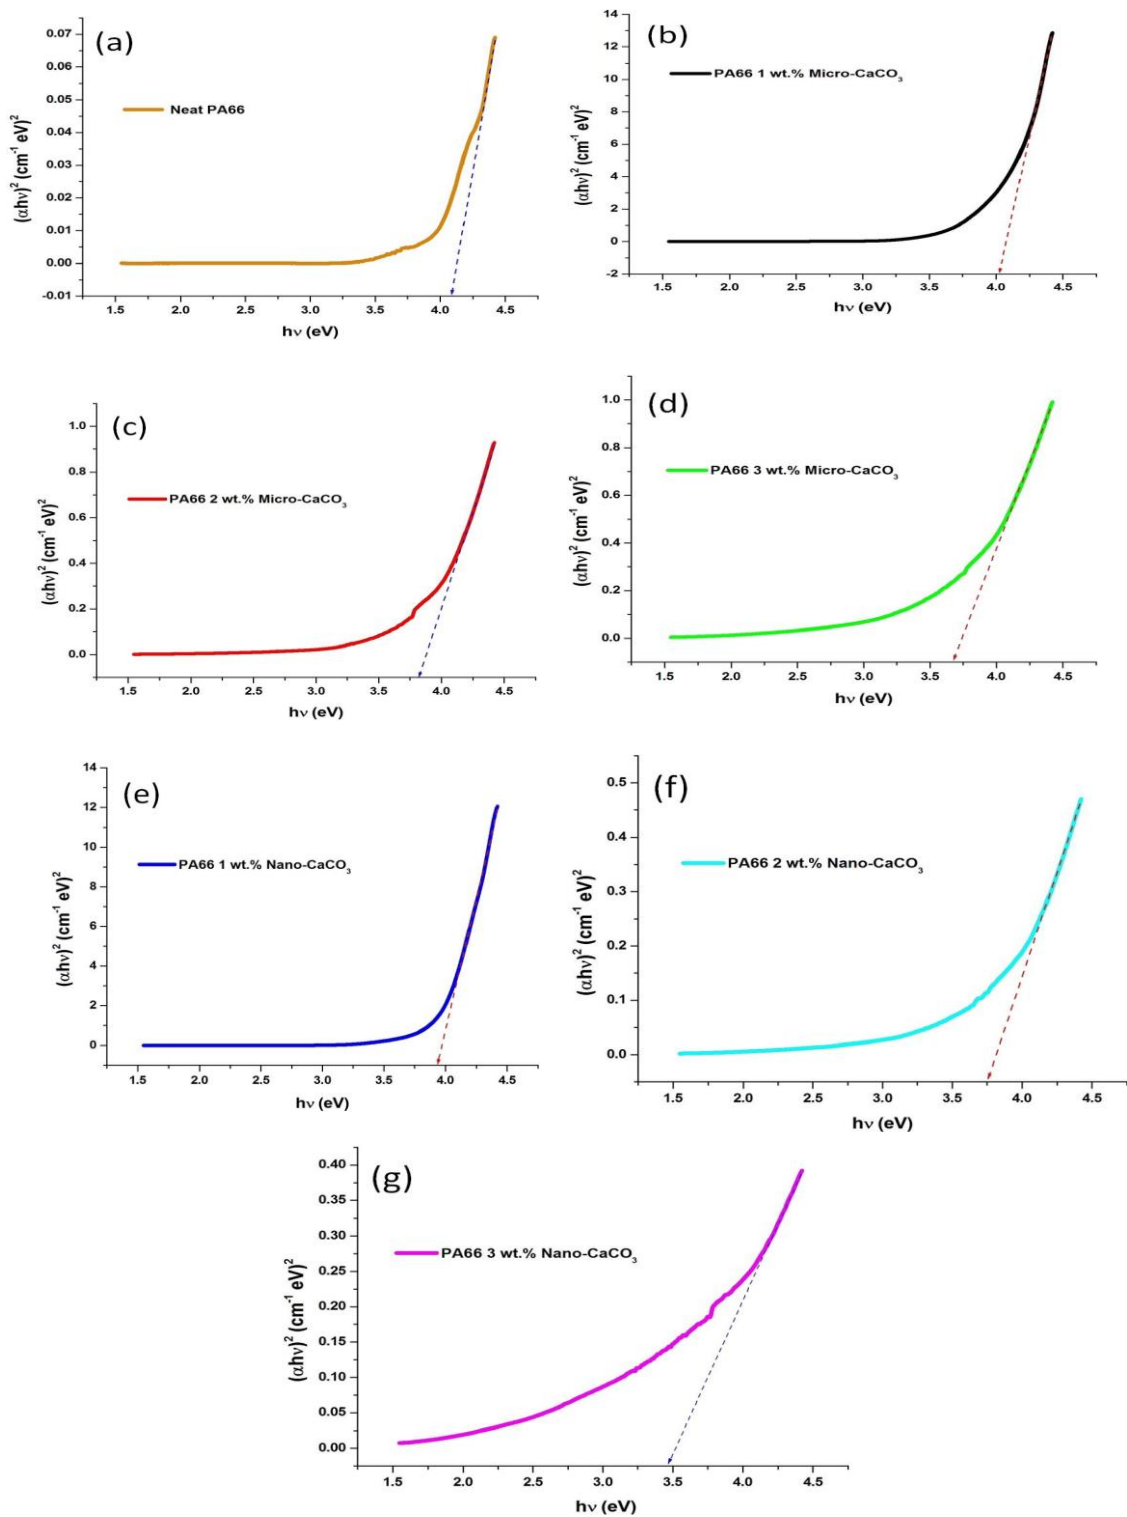 (a)
Neat PA66
(αhν)² (cm⁻¹ eV)²
0.07
0.06
0.05
0.04
0.03
0.02
0.01
0.00
-0.01
1.5 2.0 2.5 3.0 3.5 4.0 4.5
hν (eV)
(b)
PA66 1 wt.% Micro-CaCO₃
(αhν)² (cm⁻¹ eV)²
14
12
10
8
6
4
2
0
-2
1.5 2.0 2.5 3.0 3.5 4.0 4.5
hν (eV)
(c)
PA66 2 wt.% Micro-CaCO₃
(αhν)² (cm⁻¹ eV)²
1.0
0.8
0.6
0.4
0.2
0.0
1.5 2.0 2.5 3.0 3.5 4.0 4.5
hν (eV)
(d)
PA66 3 wt.% Micro-CaCO₃
(αhν)² (cm⁻¹ eV)²
1.0
0.8
0.6
0.4
0.2
0.0
1.5 2.0 2.5 3.0 3.5 4.0 4.5
hν (eV)
(e)
PA66 1 wt.% Nano-CaCO₃
(αhν)² (cm⁻¹ eV)²
14
12
10
8
6
4
2
0
1.5 2.0 2.5 3.0 3.5 4.0 4.5
hν (eV)
(f)
PA66 2 wt.% Nano-CaCO₃
(αhν)² (cm⁻¹ eV)²
0.5
0.4
0.3
0.2
0.1
0.0
1.5 2.0 2.5 3.0 3.5 4.0 4.5
hν (eV)
(g)
PA66 3 wt.% Nano-CaCO₃
(αhν)² (cm⁻¹ eV)²
0.40
0.35
0.30
0.25
0.20
0.15
0.10
0.05
0.00
1.5 2.0 2.5 3.0 3.5 4.0 4.5
hν (eV)